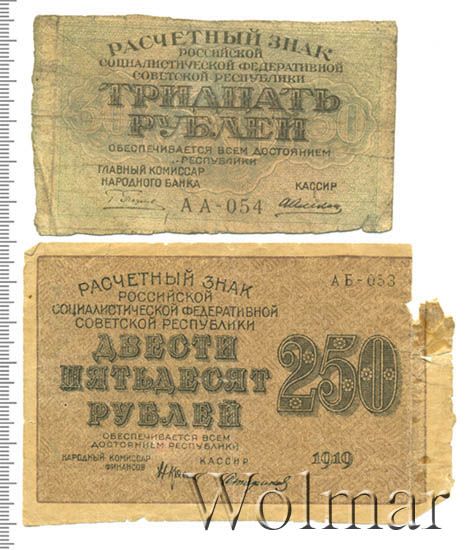 РАСЧЕТНЫЙ ЗНАК
РОССИЙСКОЙ
СОЦИАЛИСТИЧЕСКОЙ ФЕДЕРАТИВНОЙ
СОВЕТСКОЙ РЕСПУБЛИКИ
ТРИДЦАТЬ
РУБЛЕЙ
ОБЕСПЕЧИВАЕТСЯ ВСЕМ ДОСТОЯНИЕМ
РЕСПУБЛИКИ
ГЛАВНЫЙ КОМИССАР
НАРОДНОГО БАНКА
КАССИР
АА-054
РАСЧЕТНЫЙ ЗНАК
АБ-053
РОССИЙСКОЙ
СОЦИАЛИСТИЧЕСКОЙ ФЕДЕРАТИВНОЙ
СОВЕТСКОЙ РЕСПУБЛИКИ
ДВЕСТИ
ПЯТЬДЕСЯТ
РУБЛЕЙ
250
ОБЕСПЕЧИВАЕТСЯ ВСЕМ
ДОСТОЯНИЕМ РЕСПУБЛИКИ
НАРОДНЫЙ КОМИССАР
ФИНАНСОВ
КАССИР
1919
Wolmar